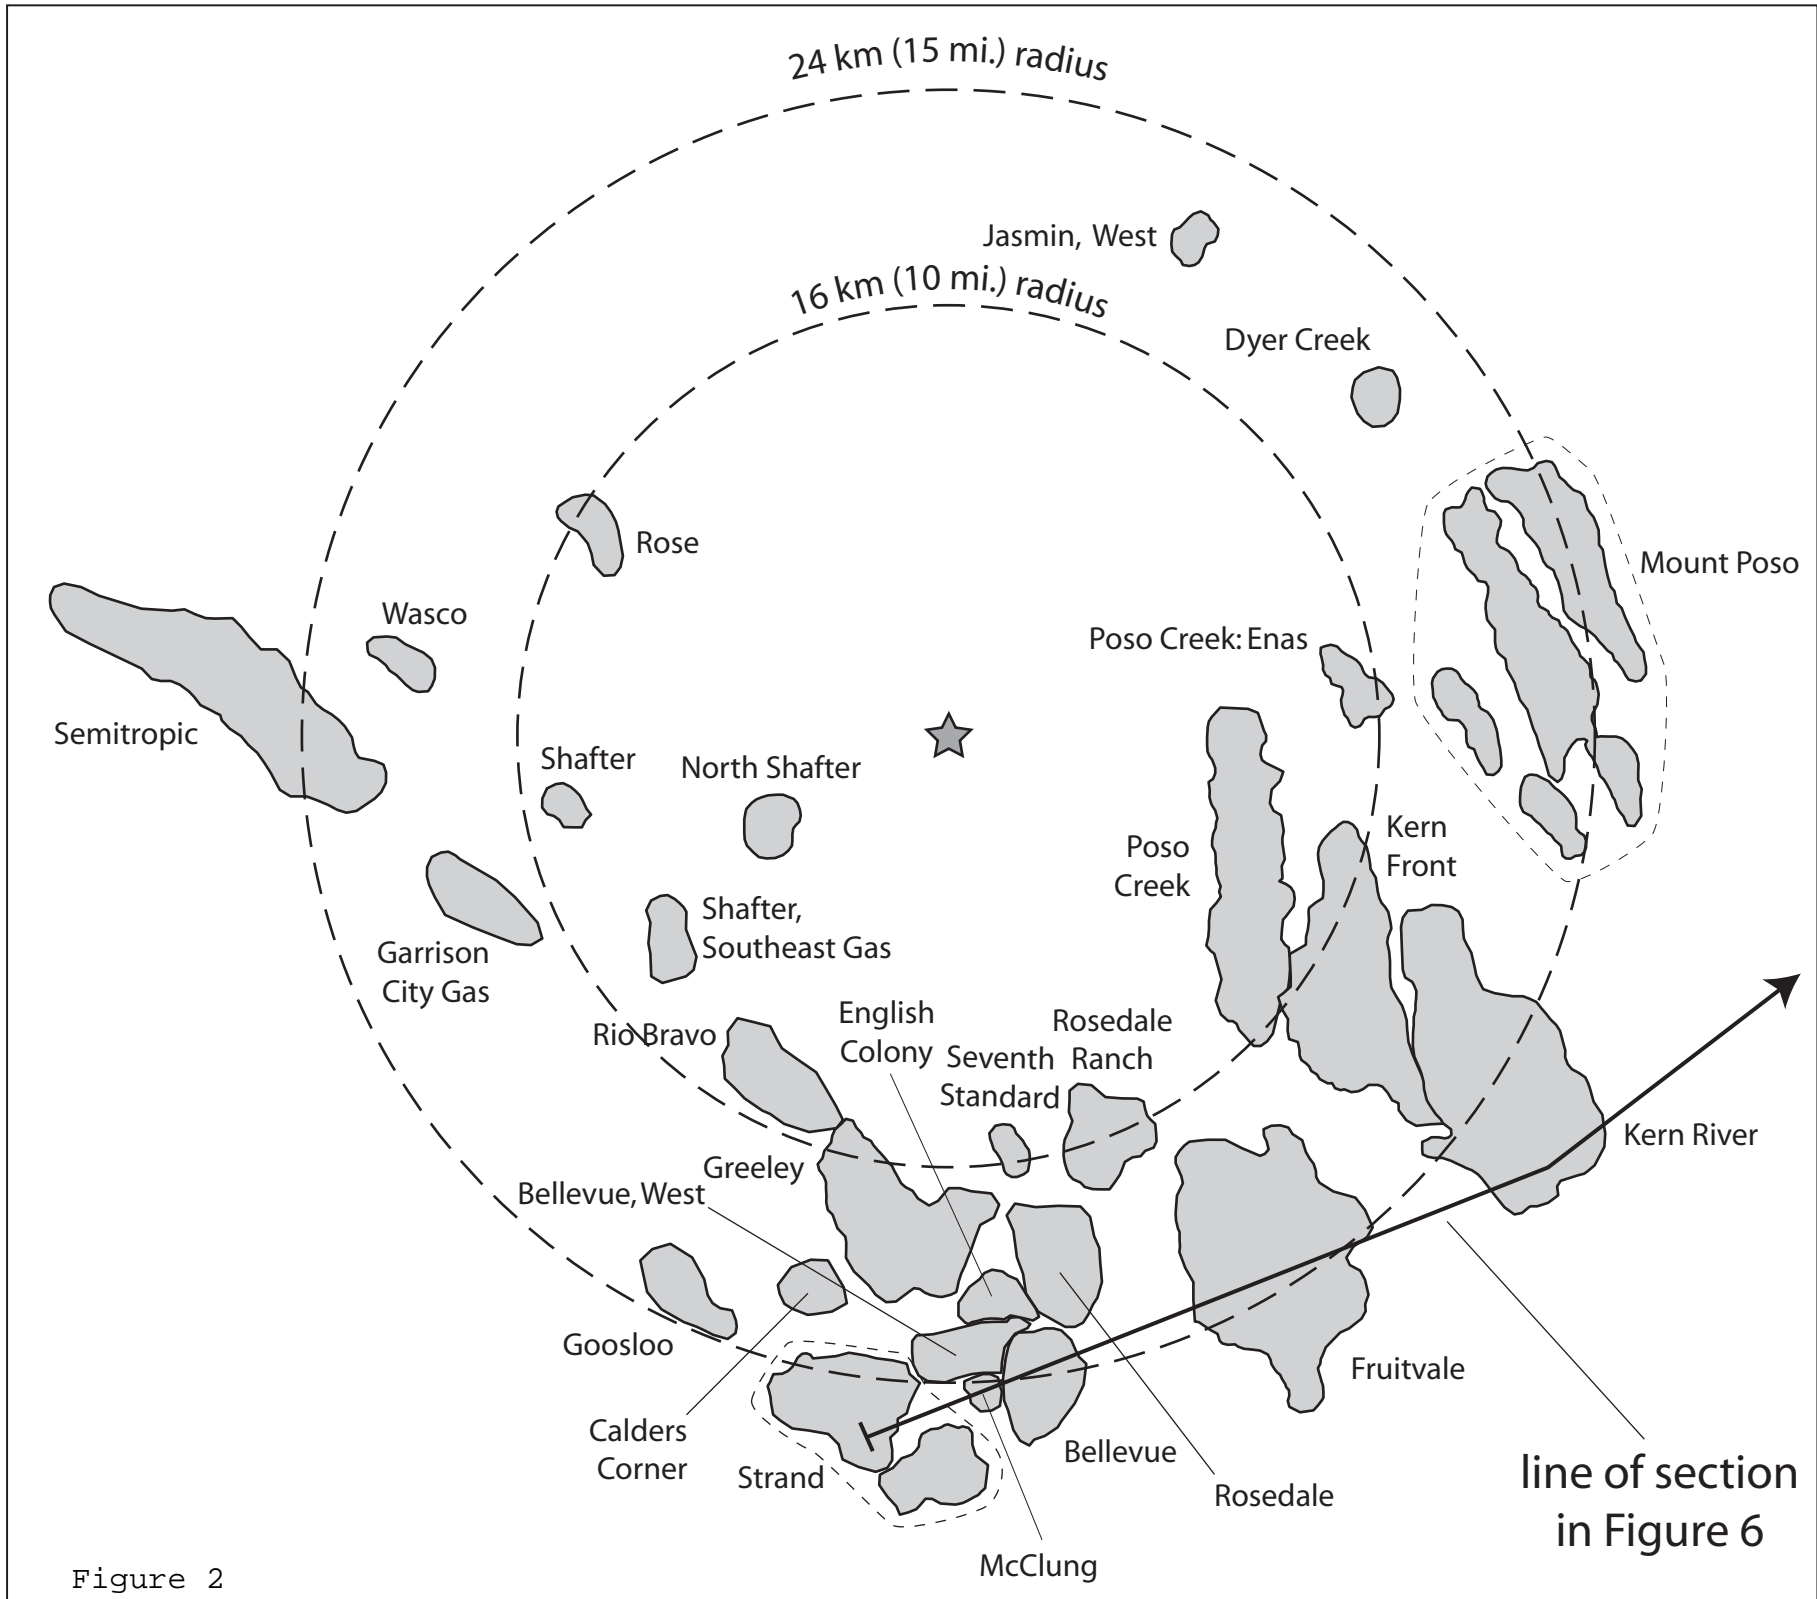 24 km (15 mi.) radius
Jasmin, West
16 km (10 mi.) radius
Dyer Creek
Rose
Mount Poso
Wasco
Poso Creek: Enas
Semitropic
Shafter
North Shafter
Kern
Front
Poso
Creek
Shafter,
Southeast Gas
Garrison
City Gas
Rio Bravo
English
Colony
Seventh
Standard
Rosedale
Ranch
Kern River
Greeley
Bellevue, West
Goosloo
Fruitvale
Calders
Corner
Strand
Bellevue
Rosedale
McClung
line of section
in Figure 6
Figure 2